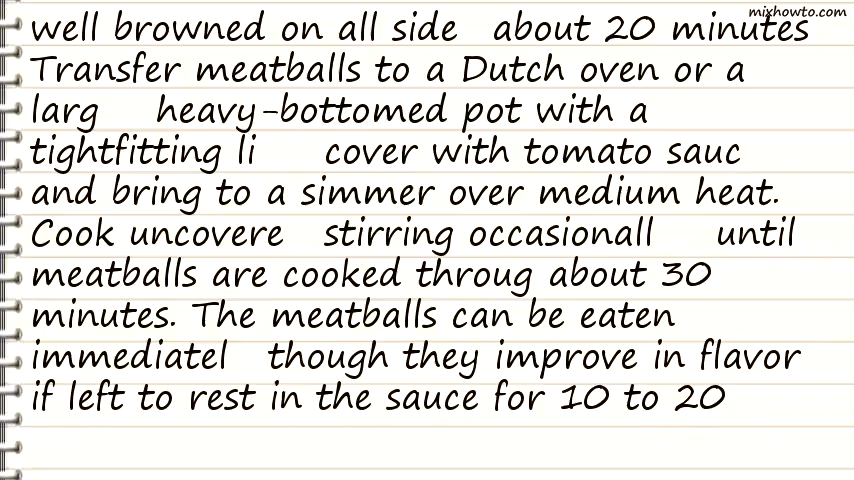 mixhowto.com
well browned on all side about 20 minutes
Transfer meatballs to a Dutch oven or a
larg heavy-bottomed pot with a
tightfitting li cover with tomato sauc
and bring to a simmer over medium heat.
Cook uncovere stirring occasionall until
meatballs are cooked throug about 30
minutes. The meatballs can be eaten
immediatel though they improve in flavor
if left to rest in the sauce for 10 to 20